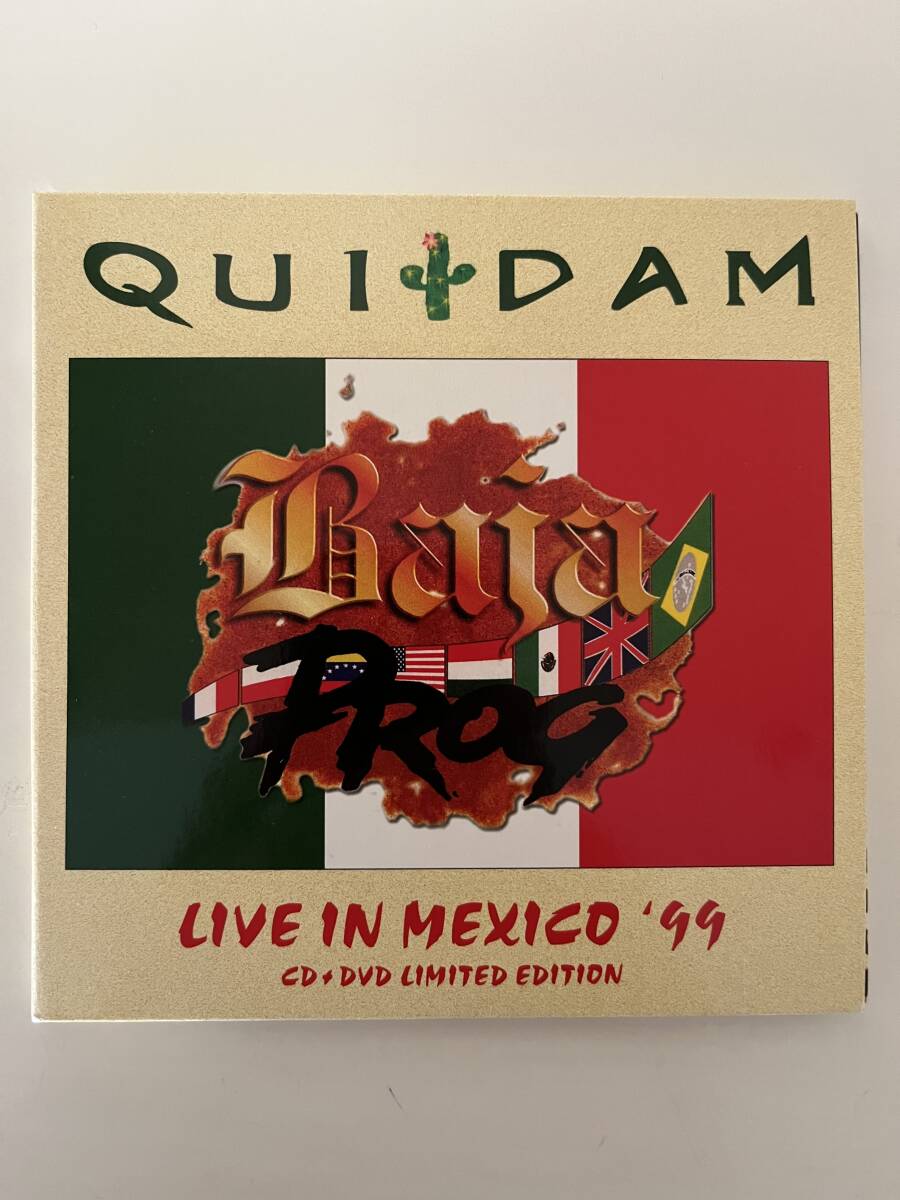 QUIDAM
Baja
PROG
LIVE IN MEXICO '99
CD + DVD LIMITED EDITION